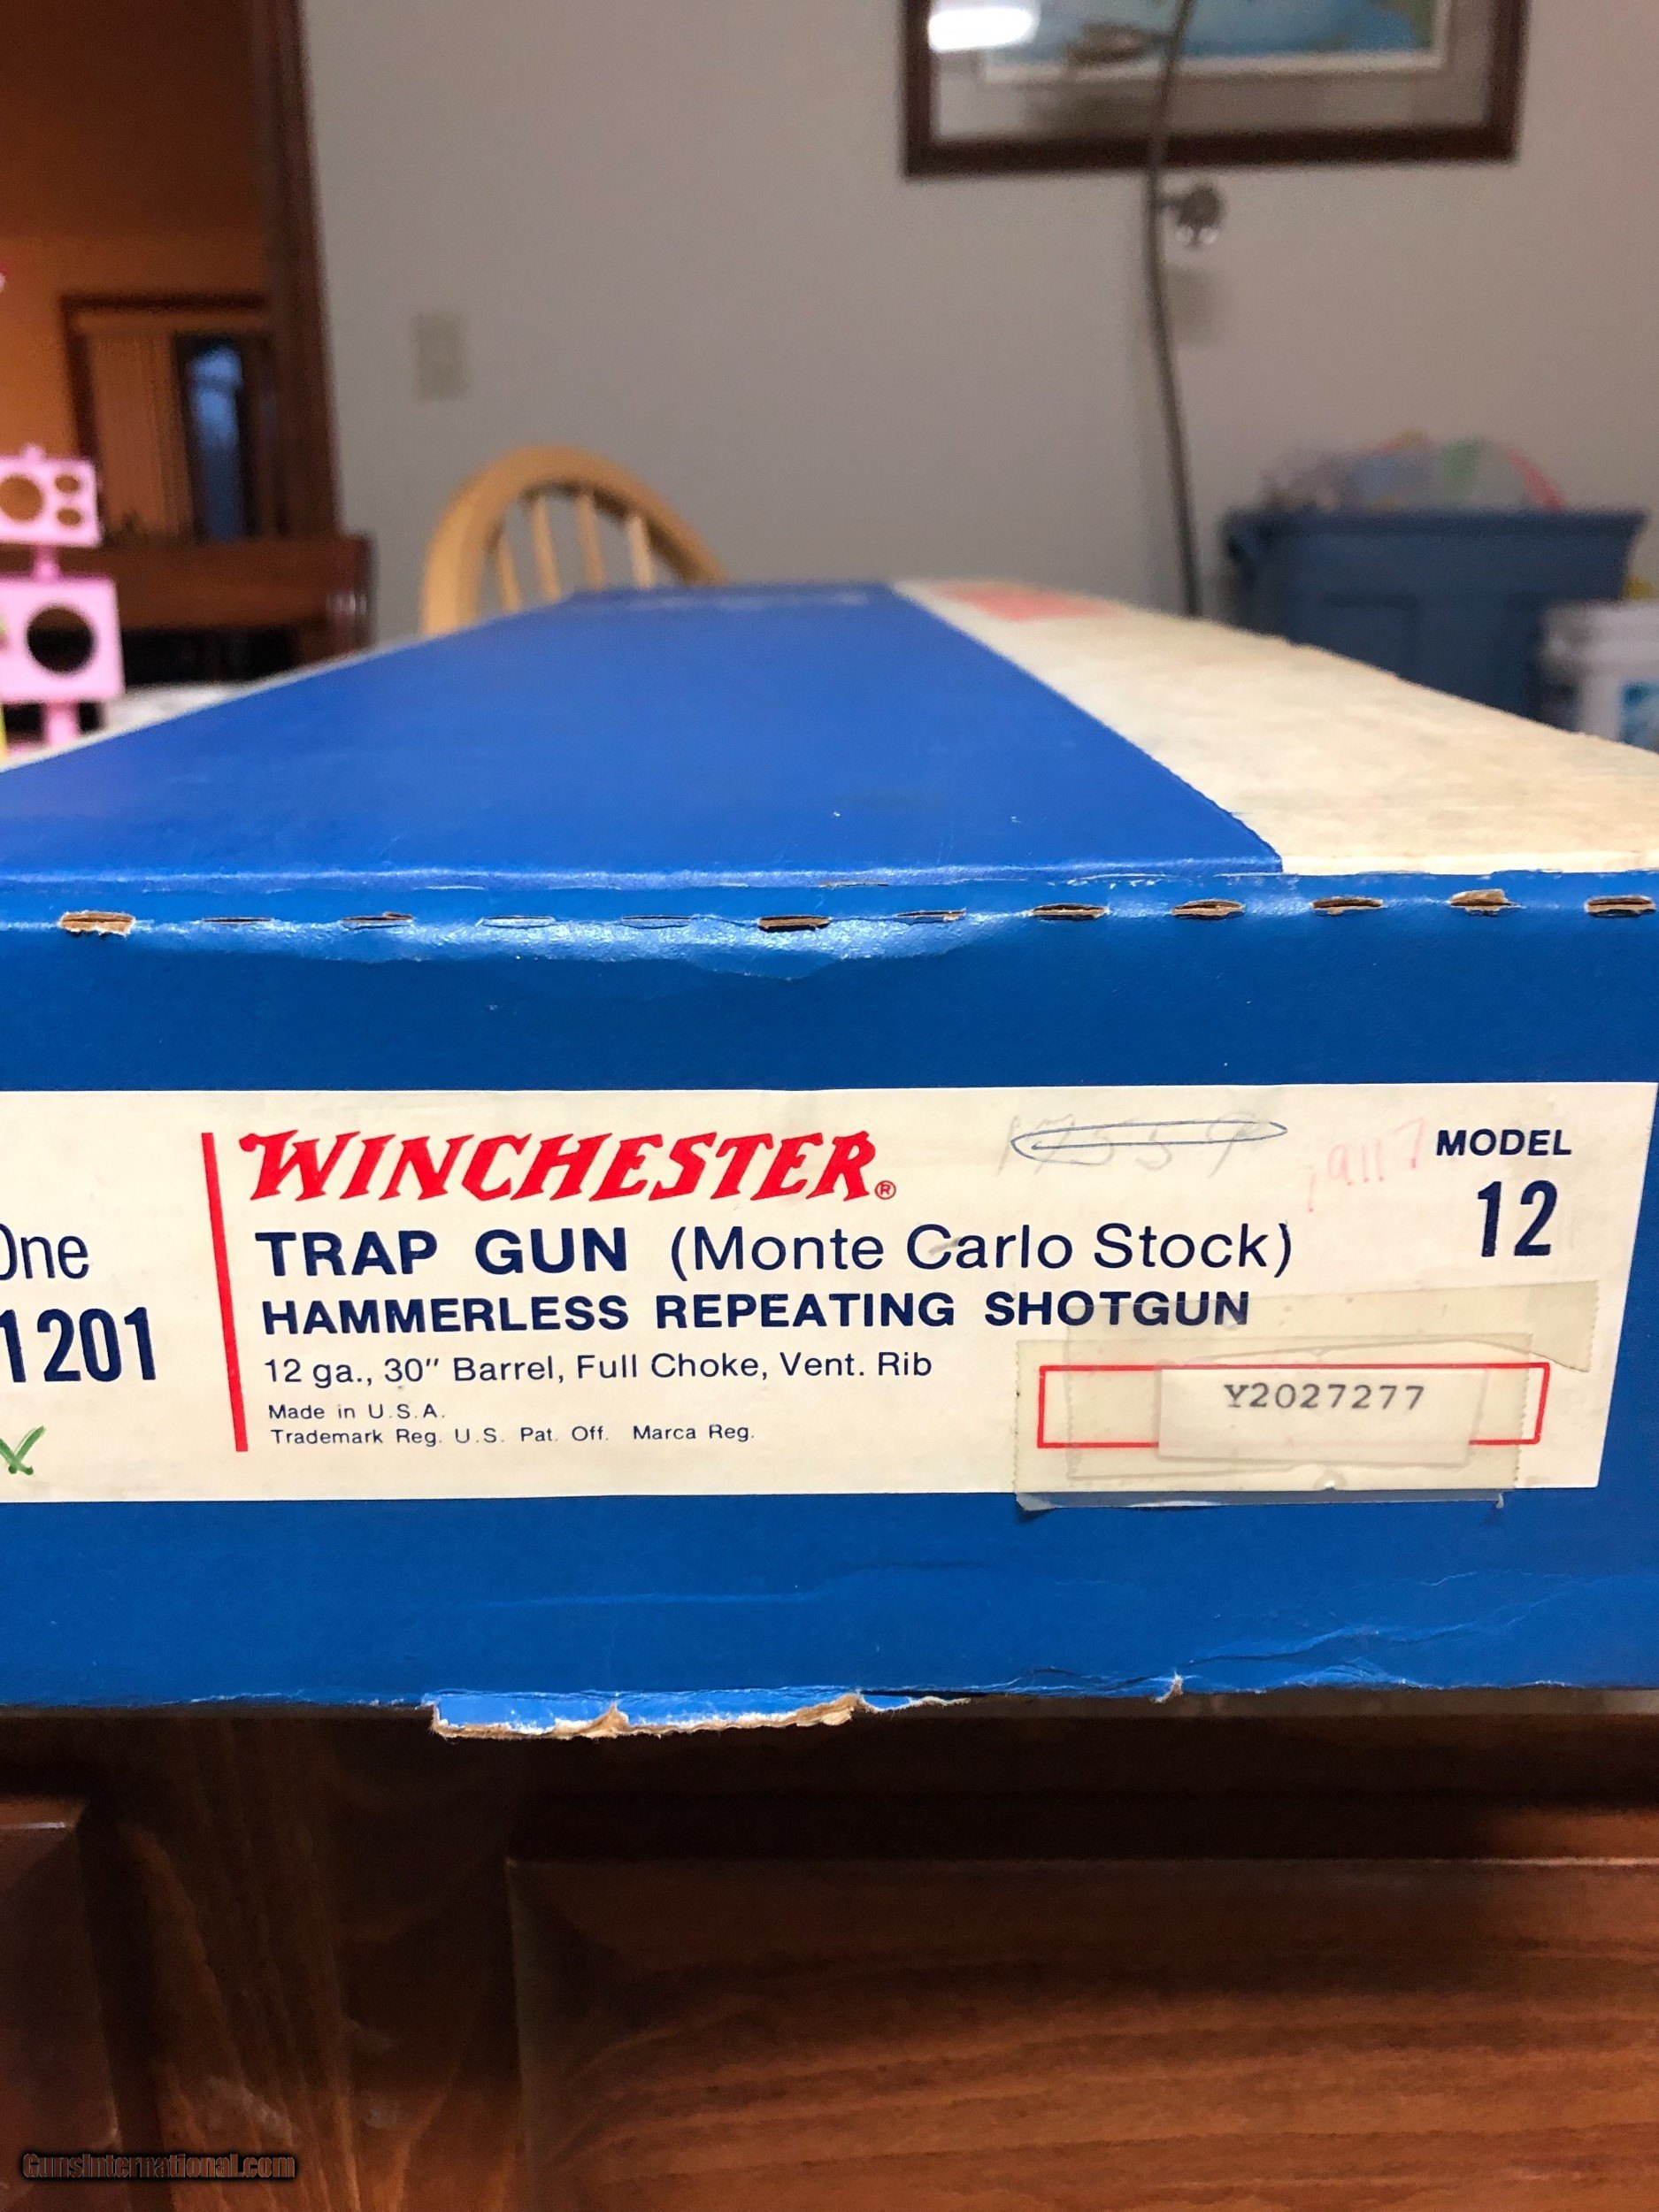 WINCHESTER®
TRAP GUN (Monte Carlo Stock)
HAMMERLESS REPEATING SHOTGUN
12 ga., 30" Barrel, Full Choke, Vent. Rib
Made in U.S.A.
Trademark Reg. U.S. Pat. Off. Marca Reg.
MODEL
12
Y2027277
One
1201
GunsInternational.com